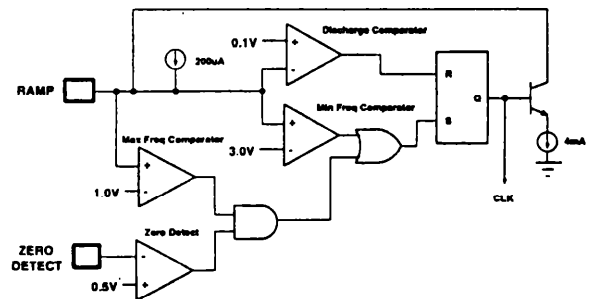 Discharge Comparator
0.1V
+
-
200uA
RAMP
R
Q
S
Min Freq Comparator
+
-
3.0V
4mA
Max Freq Comparator
+
-
1.0V
CLK
Zero Detect
ZERO
DETECT
-
+
0.5V